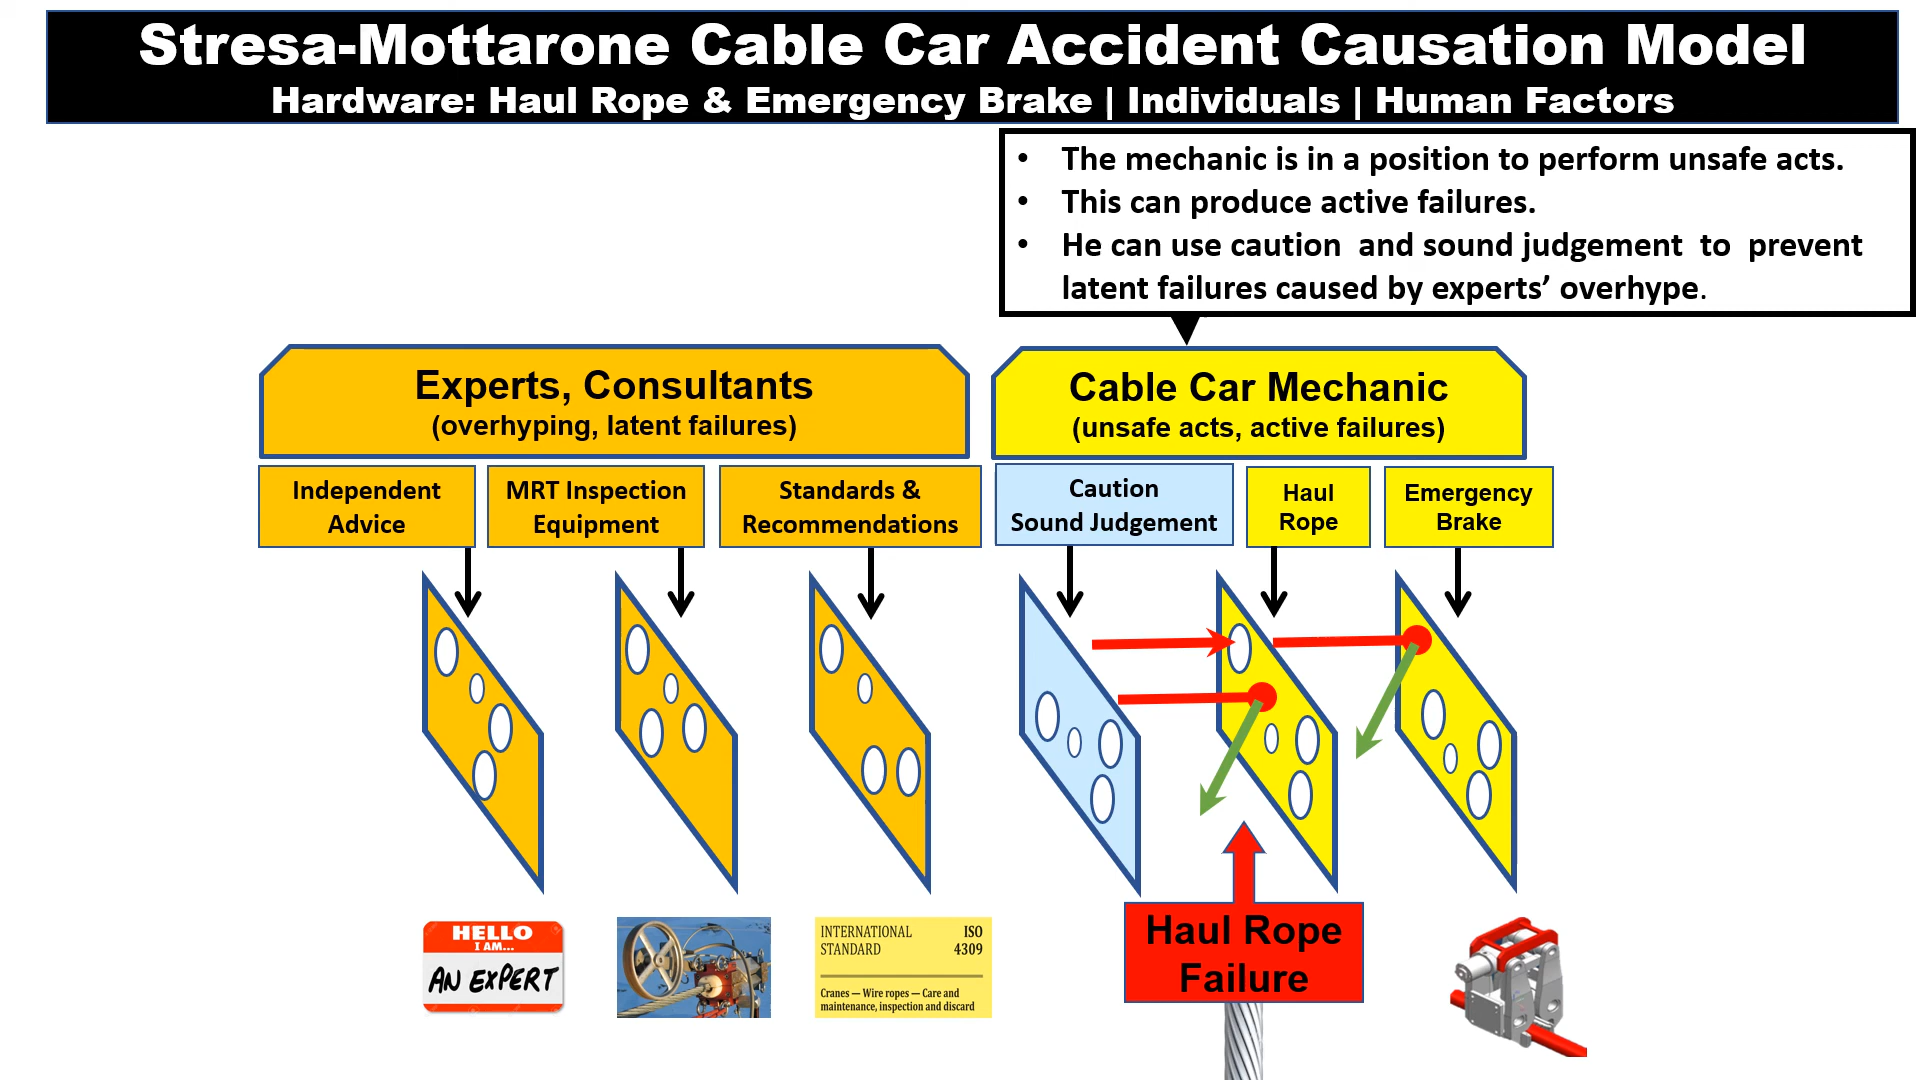 Stresa-Mottarone Cable Car Accident Causation Model
Hardware: Haul Rope & Emergency Brake | Individuals | Human Factors
• The mechanic is in a position to perform unsafe acts.
• This can produce active failures.
• He can use caution and sound judgement to prevent
latent failures caused by experts’ overhype.
Experts, Consultants
(overhyping, latent failures)
Cable Car Mechanic
(unsafe acts, active failures)
Independent
Advice
MRT Inspection
Equipment
Standards &
Recommendations
Caution
Sound Judgement
Haul
Rope
Emergency
Brake
HELLO
I AM...
AN EXPERT
INTERNATIONAL
STANDARD
ISO
4309
Cranes — Wire ropes — Care and
maintenance, inspection and discard
Haul Rope
Failure